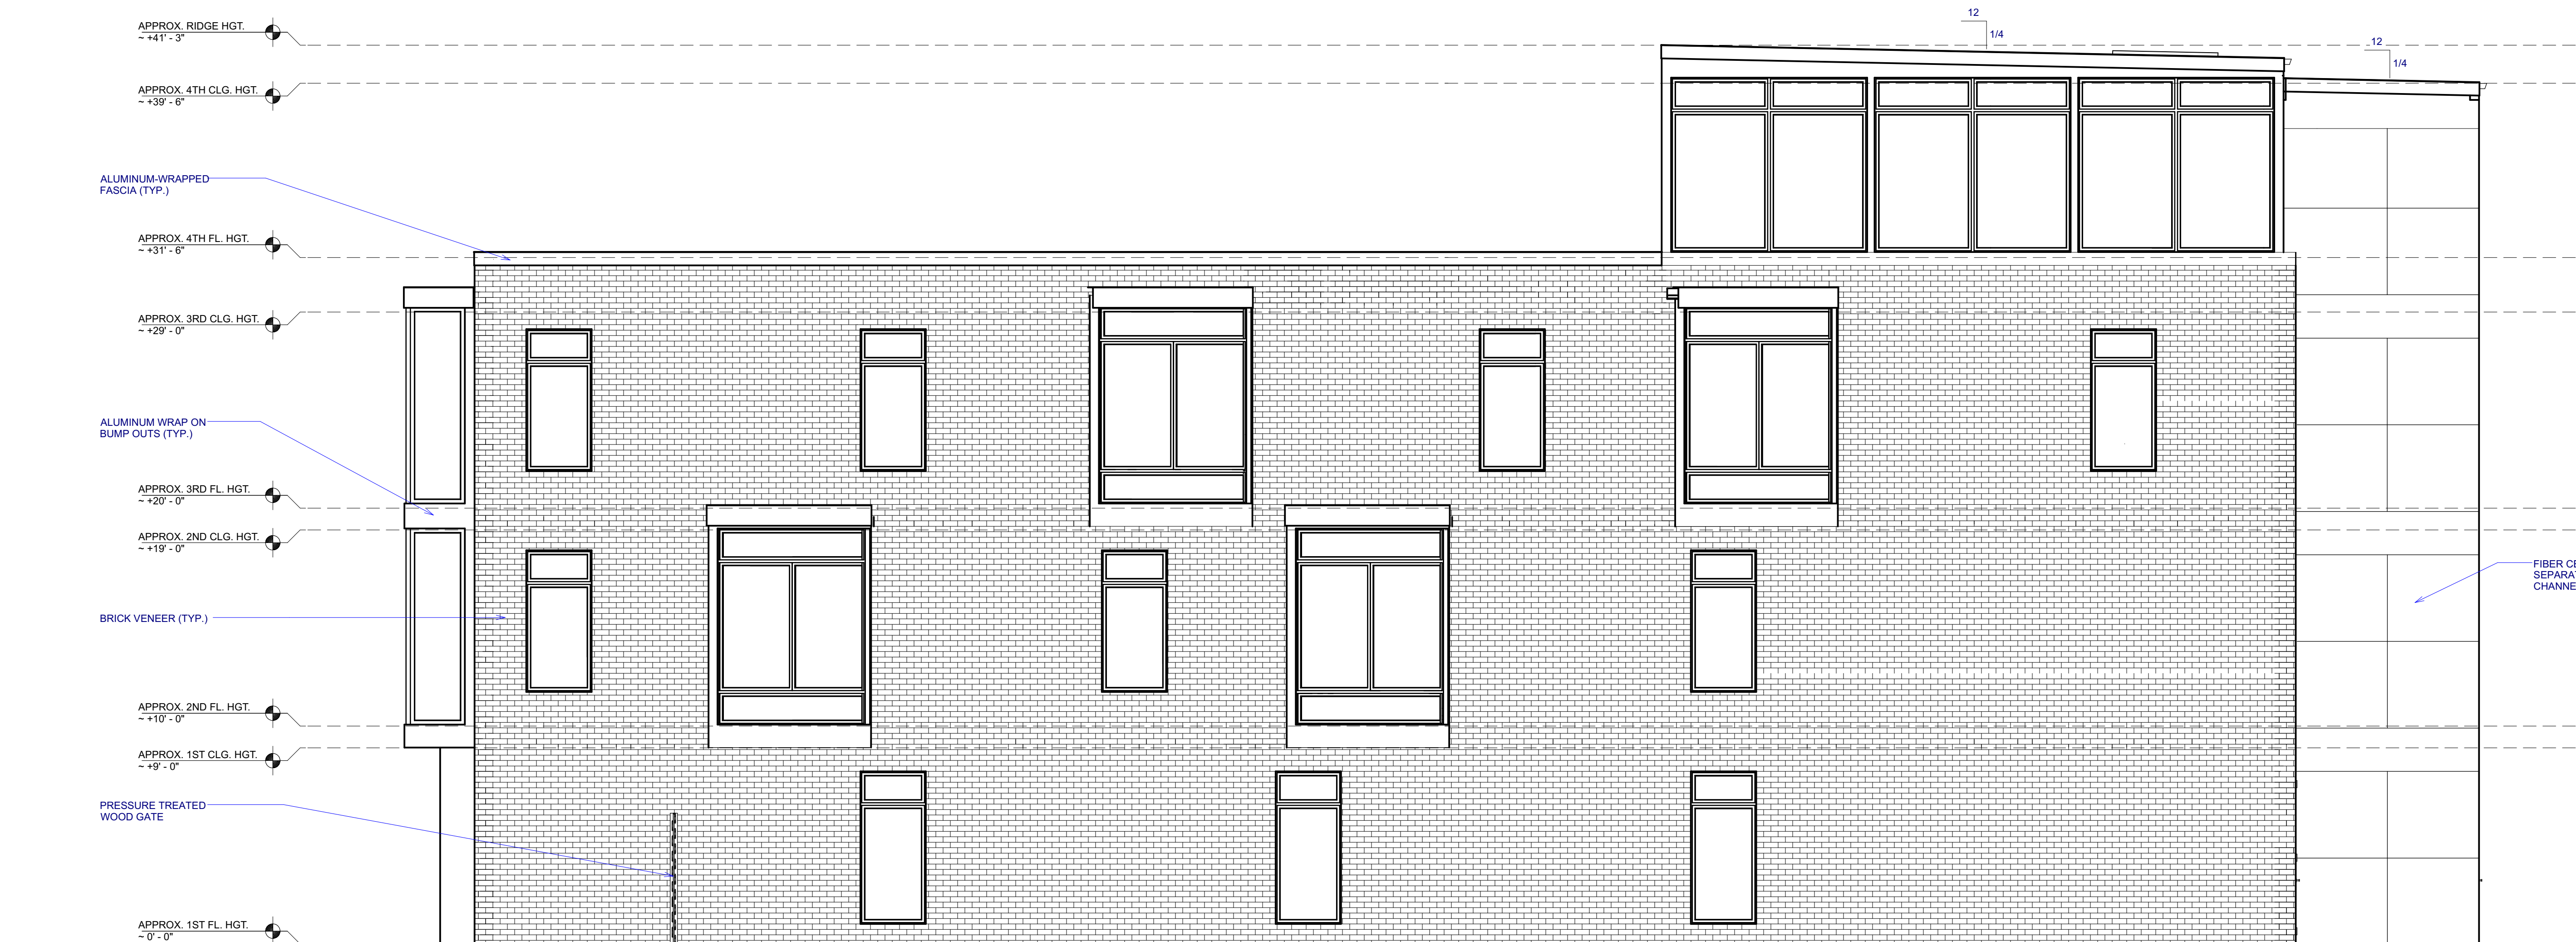 APPROX. RIDGE HGT.
~ +41' - 3"
12
1/4
12
1/4
APPROX. 4TH CLG. HGT.
~ +39' - 6"
ALUMINUM-WRAPPED
FASCIA (TYP.)
APPROX. 4TH FL. HGT.
~ +31' - 6"
APPROX. 3RD CLG. HGT.
~ +29' - 0"
ALUMINUM WRAP ON
BUMP OUTS (TYP.)
APPROX. 3RD FL. HGT.
~ +20' - 0"
APPROX. 2ND CLG. HGT.
~ +19' - 0"
FIBER
BRICK VENEER (TYP.)
APPROX. 2ND FL. HGT.
~ +10' - 0"
APPROX. 1ST CLG. HGT.
~ +9' - 0"
PRESSURE TREATED
WOOD GATE
APPROX. 1ST FL. HGT.
~ 0' - 0"